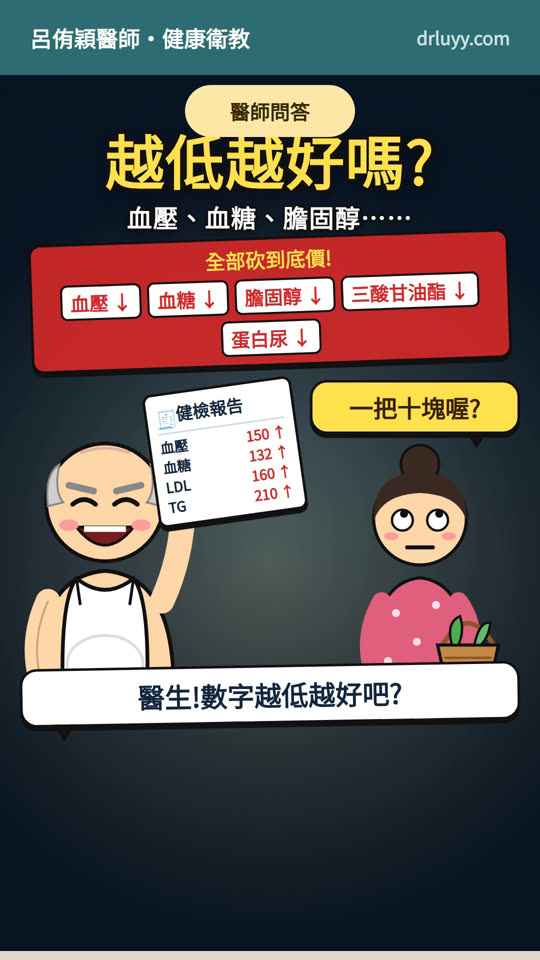 呂侑穎醫師・健康衛教
drluyy.com
醫師問答
越低越好嗎?
血壓、血糖、膽固醇⋯⋯
全部砍到底價!
血壓 ↓ 血糖 ↓ 膽固醇 ↓ 三酸甘油酯 ↓
蛋白尿 ↓
健檢報告
血壓 150 ↑
血糖 132 ↑
LDL 160 ↑
TG 210 ↑
一把十塊喔?
醫生!數字越低越好吧?